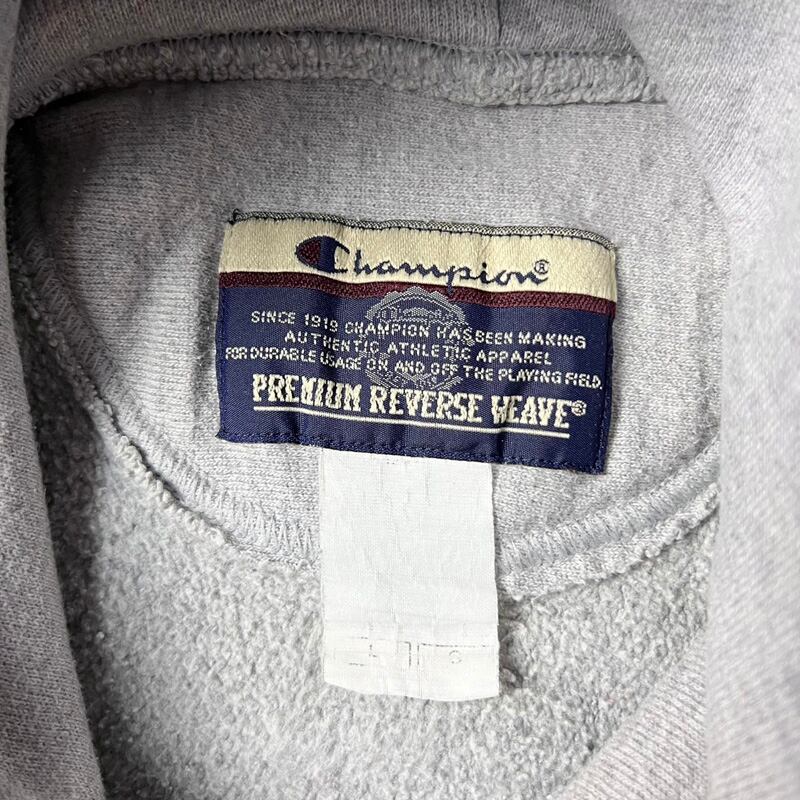 Champion®
SINCE 1919 CHAMPION HAS BEEN MAKING
AUTHENTIC ATHLETIC APPAREL
FOR DURABLE USAGE ON AND OFF THE PLAYING FIELD.
PREMIUM REVERSE WEAVE®